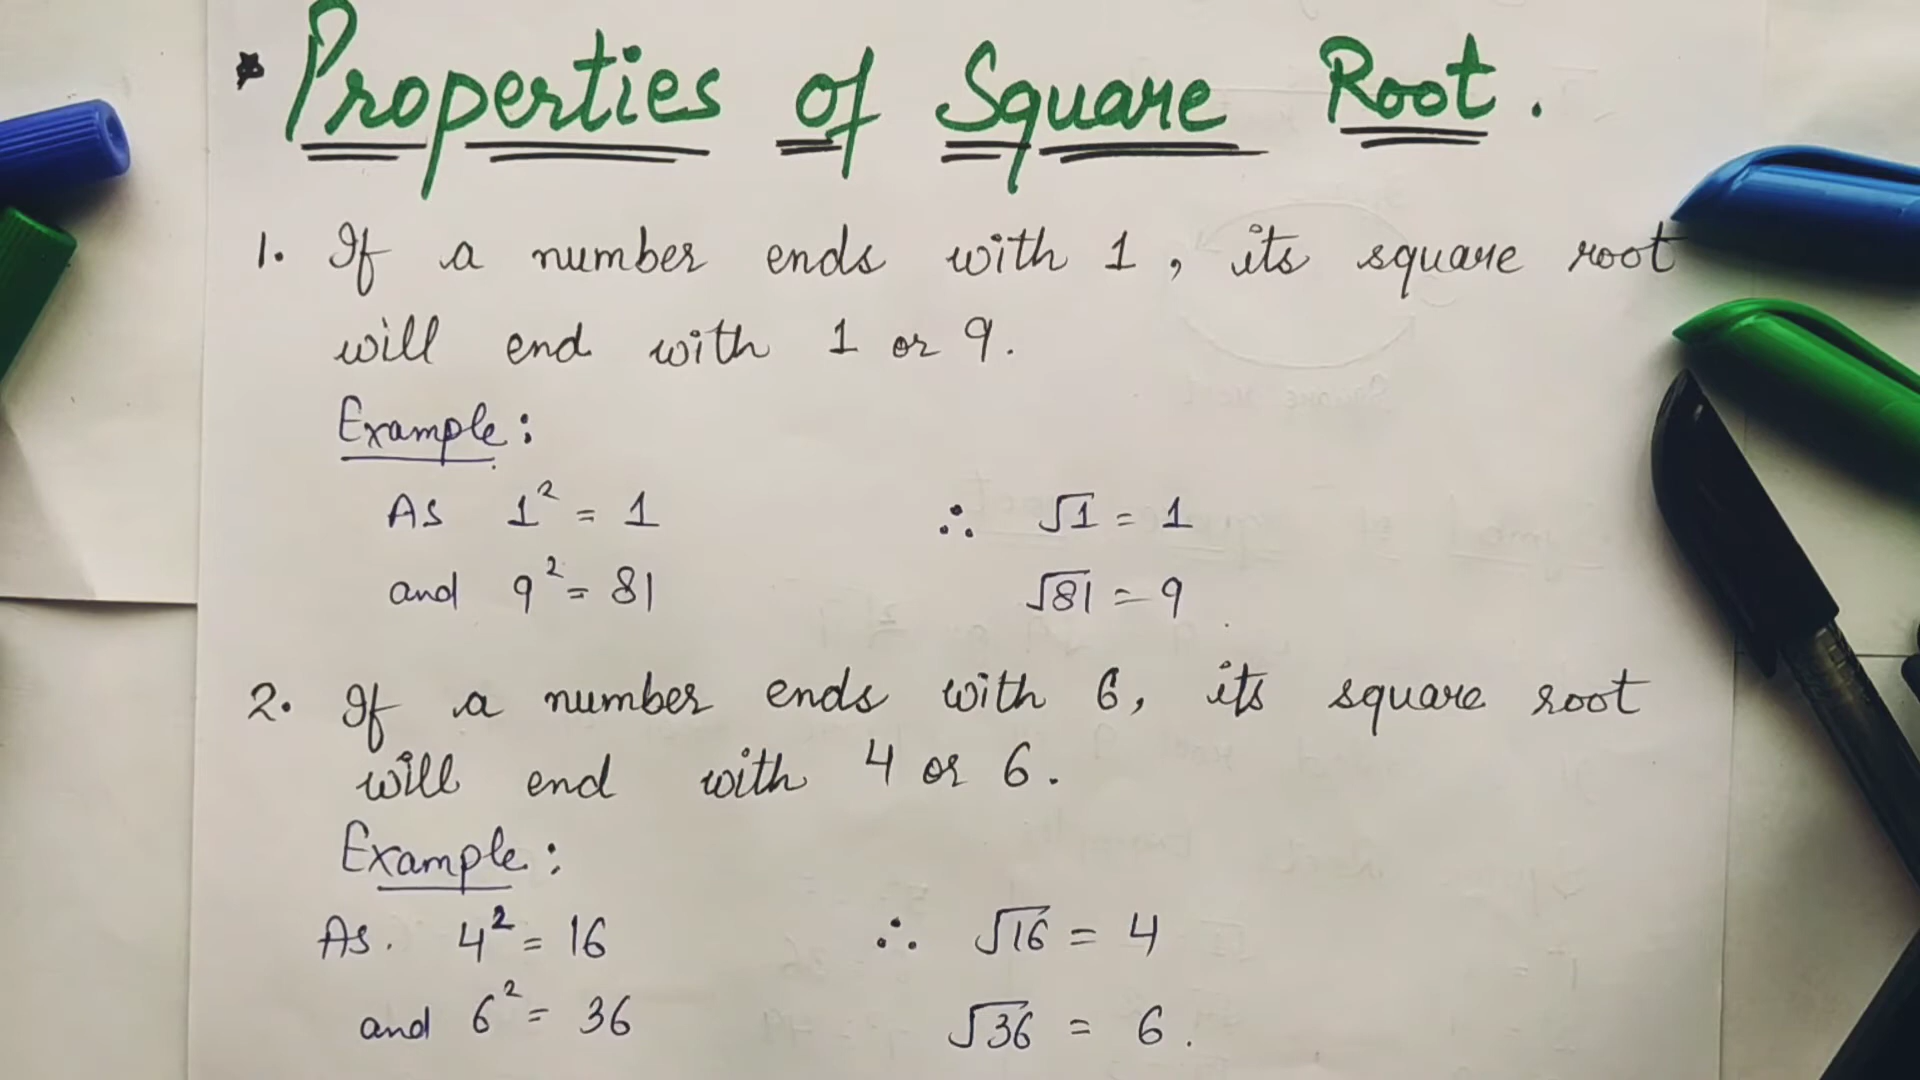 * Properties of Square Root.
1. If a number ends with 1, its square root
will end with 1 or 9.
Example:
As 1² = 1 ∴ √1 = 1
and 9² = 81 √81 = 9
2. If a number ends with 6, its square root
will end with 4 or 6.
Example:
As. 4² = 16 ∴ √16 = 4
and 6² = 36 √36 = 6.